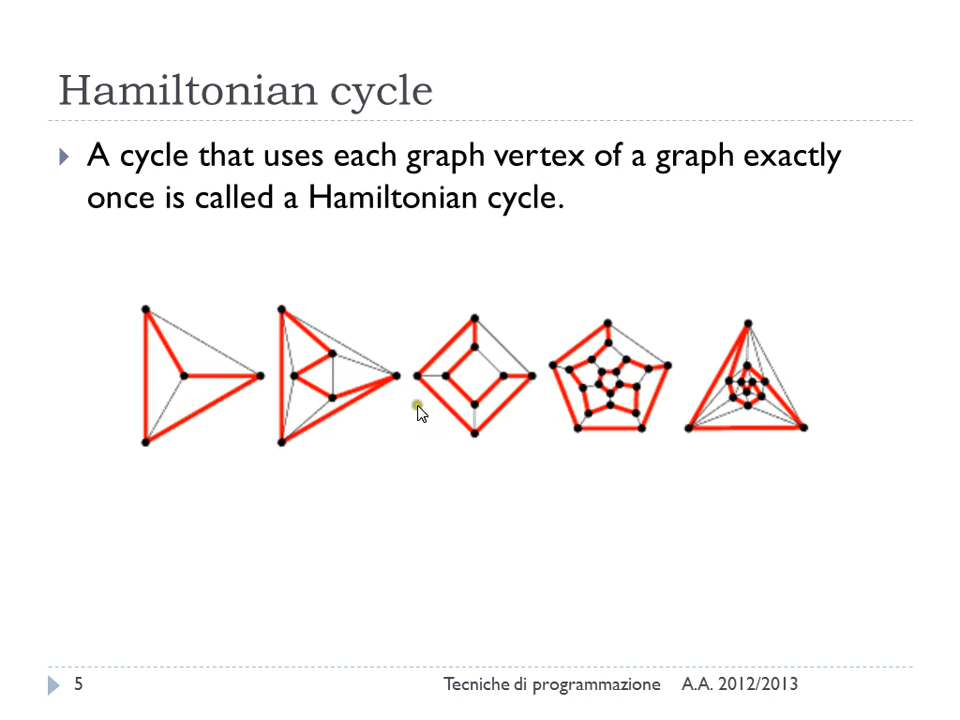 Hamiltonian cycle
A cycle that uses each graph vertex of a graph exactly
once is called a Hamiltonian cycle.
5 Tecniche di programmazione A.A. 2012/2013